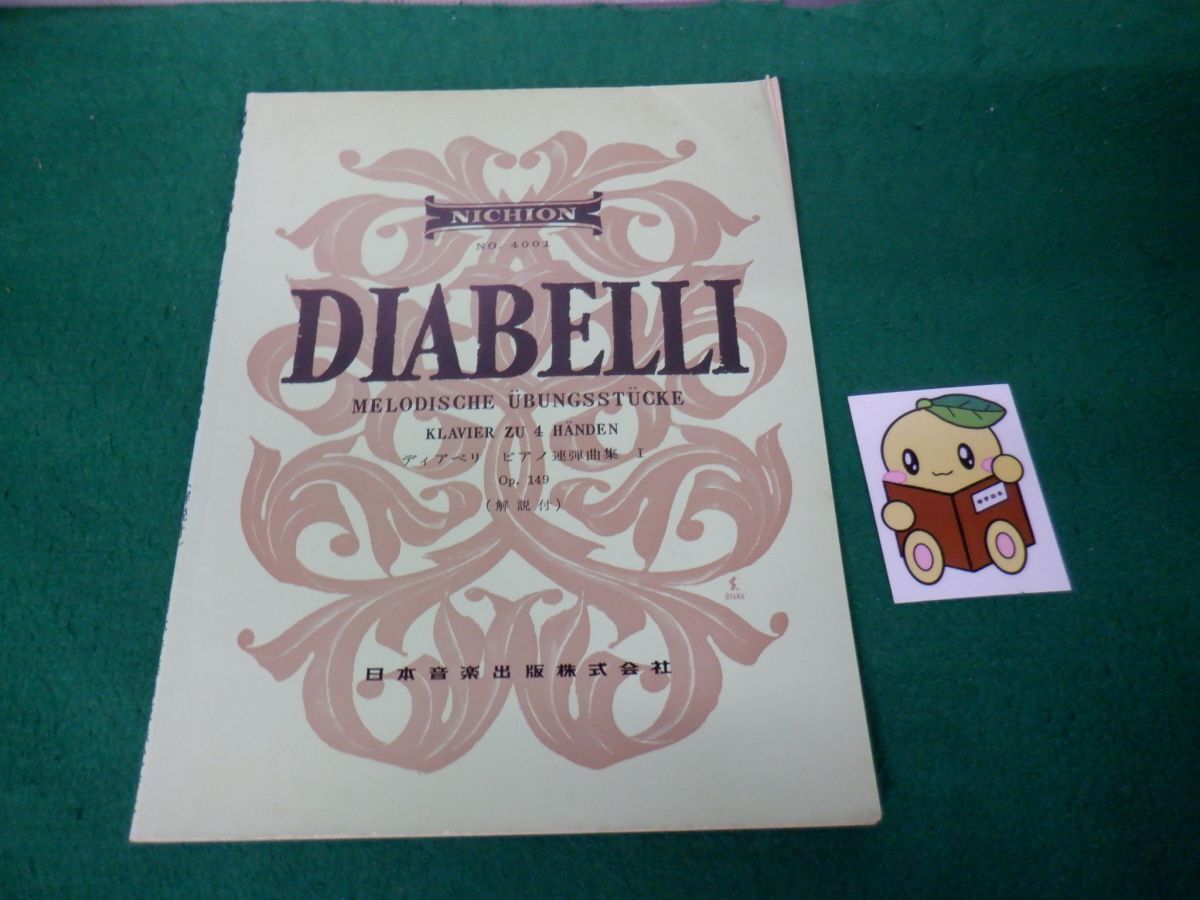 NICHION
NO. 4001
DIABELLI
MELODISCHE ÜBUNGSSTÜCKE
KLAVIER ZU 4 HÄNDEN
ディアベリ ピアノ連弾曲集 I
Op. 149
(解説付)
日本音楽出版株式会社